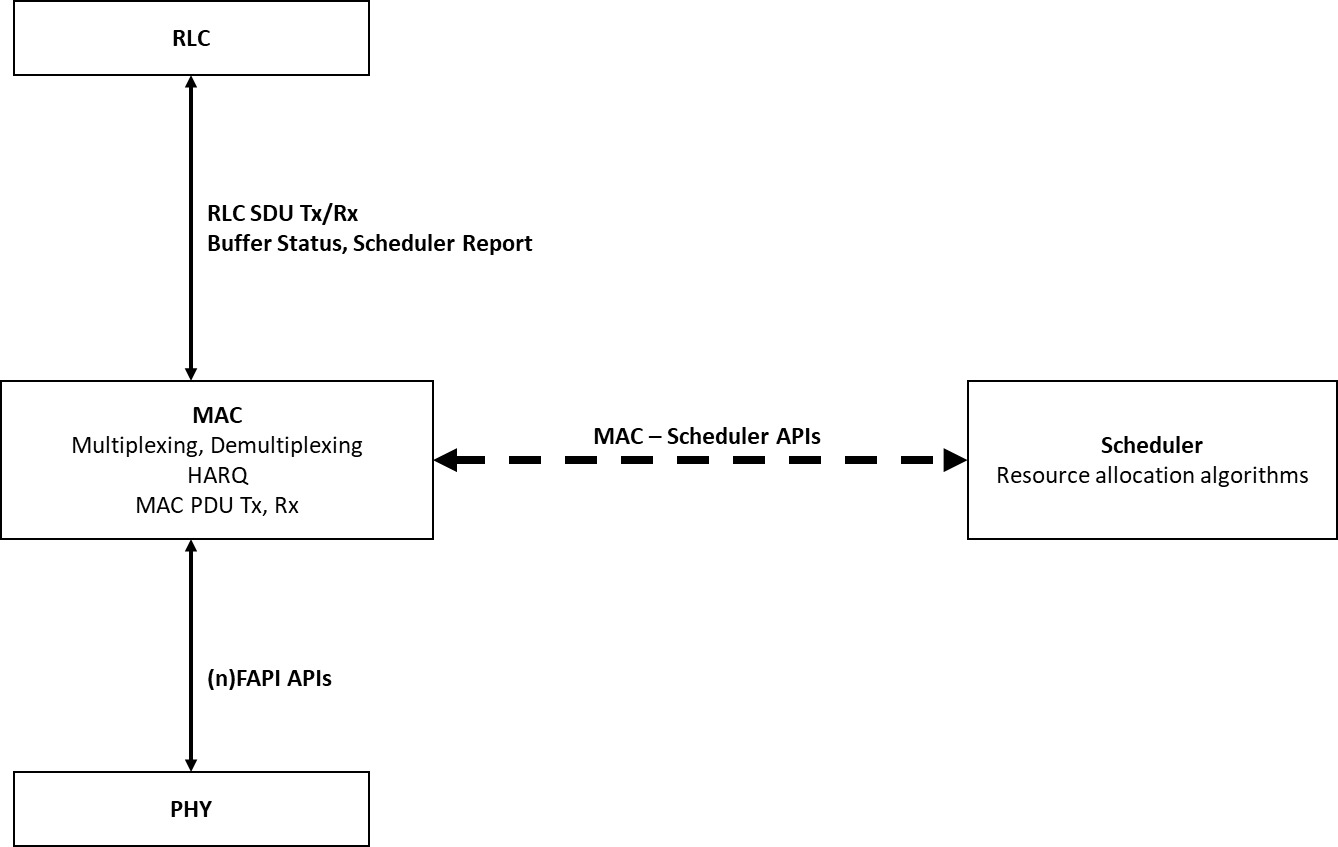 RLC
RLC SDU Tx/Rx
Buffer Status, Scheduler Report
MAC
Multiplexing, Demultiplexing
HARQ
MAC PDU Tx, Rx
MAC – Scheduler APIs
Scheduler
Resource allocation algorithms
(n)FAPI APIs
PHY